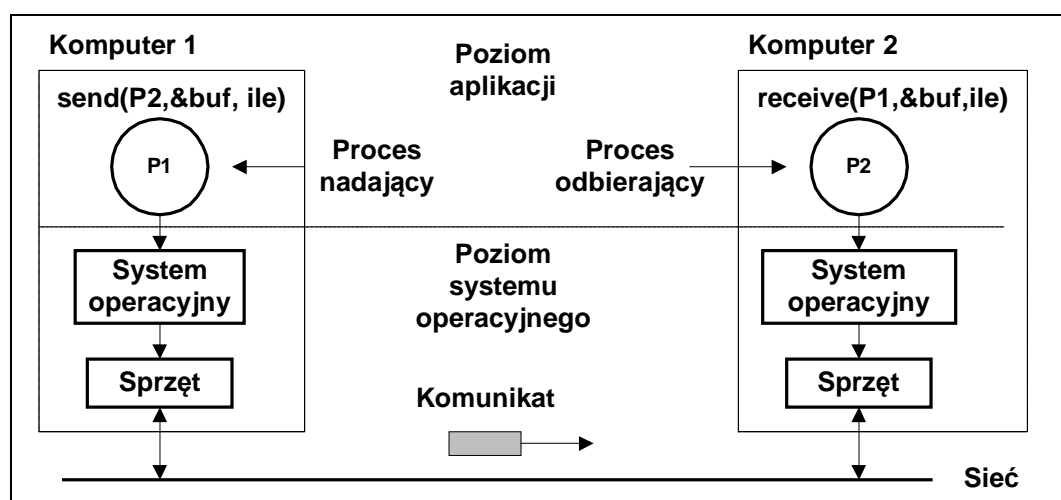 Komputer 1
Poziom
aplikacji
Komputer 2
send(P2,&buf, ile)
receive(P1,&buf,ile)
P1
Proces
nadający
Proces
odbierający
P2
System
operacyjny
Poziom
systemu
operacyjnego
System
operacyjny
Sprzęt
Komunikat
Sprzęt
Sieć